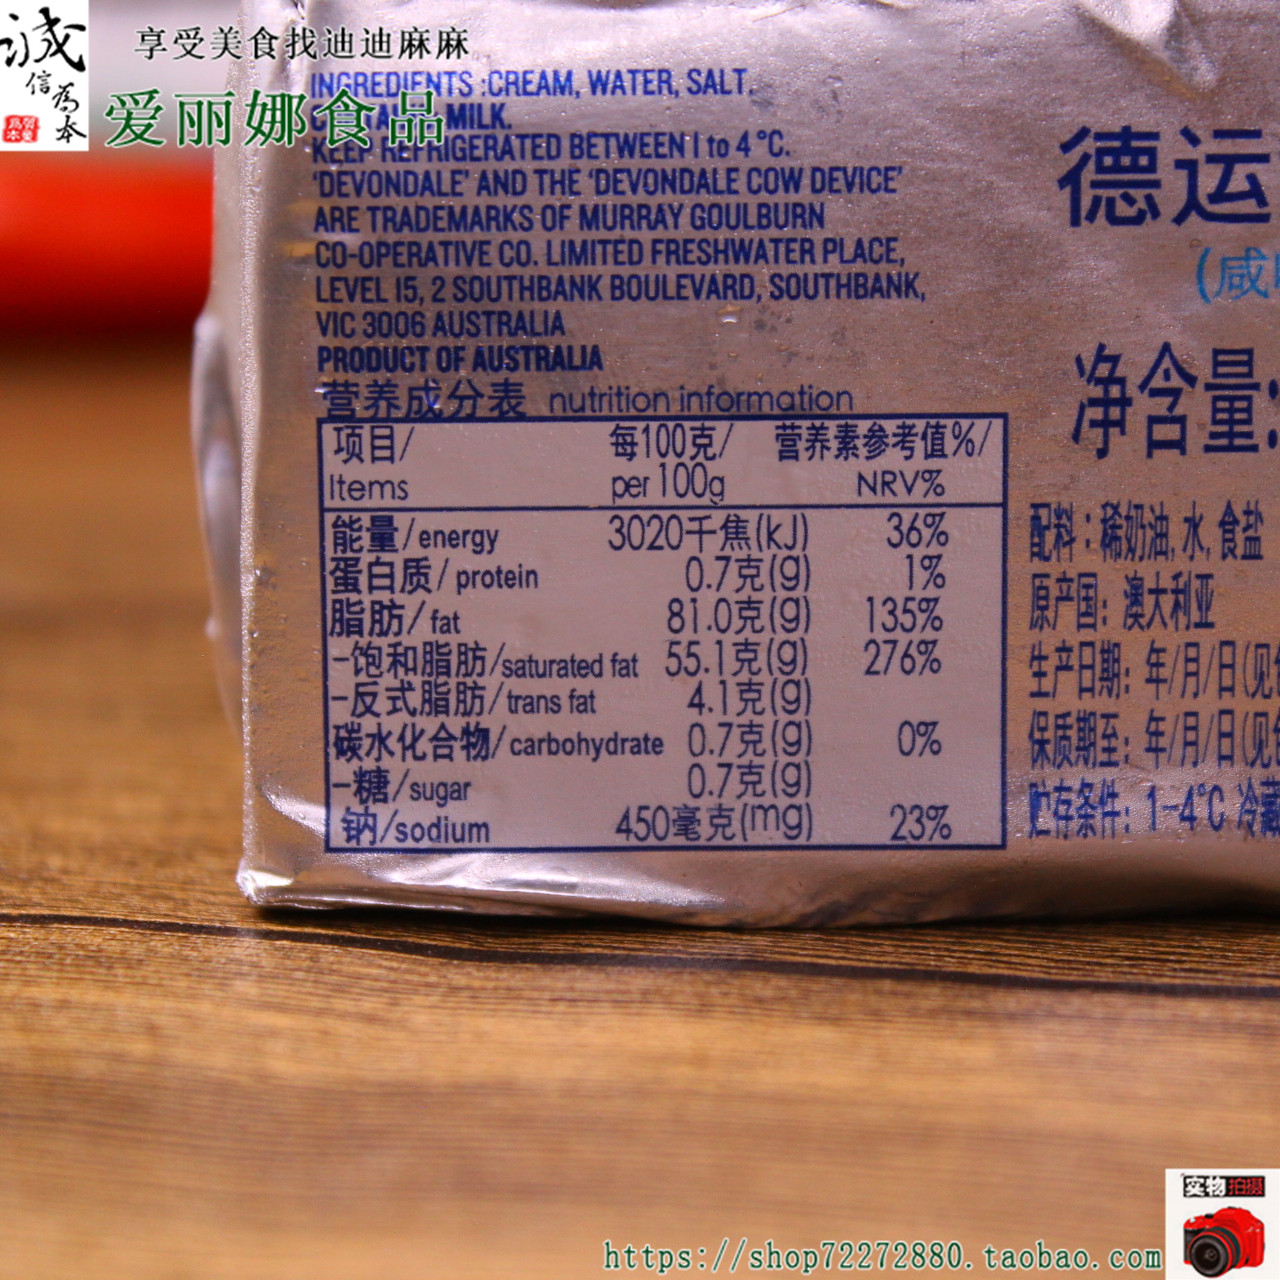 誠
信為本
享受美食找迪迪麻麻
爱丽娜食品
INGREDIENTS :CREAM, WATER, SALT.
MILK.
KEEP REFRIGERATED BETWEEN 1 to 4 °C.
'DEVONDALE' AND THE 'DEVONDALE COW DEVICE'
ARE TRADEMARKS OF MURRAY GOULBURN
CO-OPERATIVE CO. LIMITED FRESHWATER PLACE,
LEVEL 15, 2 SOUTHBANK BOULEVARD, SOUTHBANK,
VIC 3006 AUSTRALIA
PRODUCT OF AUSTRALIA
营养成分表 nutrition information
项目/ 每100克/ 营养素参考值%/
Items per 100g NRV%
能量/energy 3020千焦(kJ) 36%
蛋白质/protein 0.7克(g) 1%
脂肪/fat 81.0克(g) 135%
-饱和脂肪/saturated fat 55.1克(g) 276%
-反式脂肪/trans fat 4.1克(g)
碳水化合物/carbohydrate 0.7克(g) 0%
-糖/sugar 0.7克(g)
钠/sodium 450毫克(mg) 23%
德运
(咸
净含量:
配料：稀奶油, 水, 食盐
原产国：澳大利亚
生产日期：年/月/日(见
保质期至：年/月/日(见
贮存条件：1-4°C 冷藏
实物拍摄
https://shop72272880.taobao.com